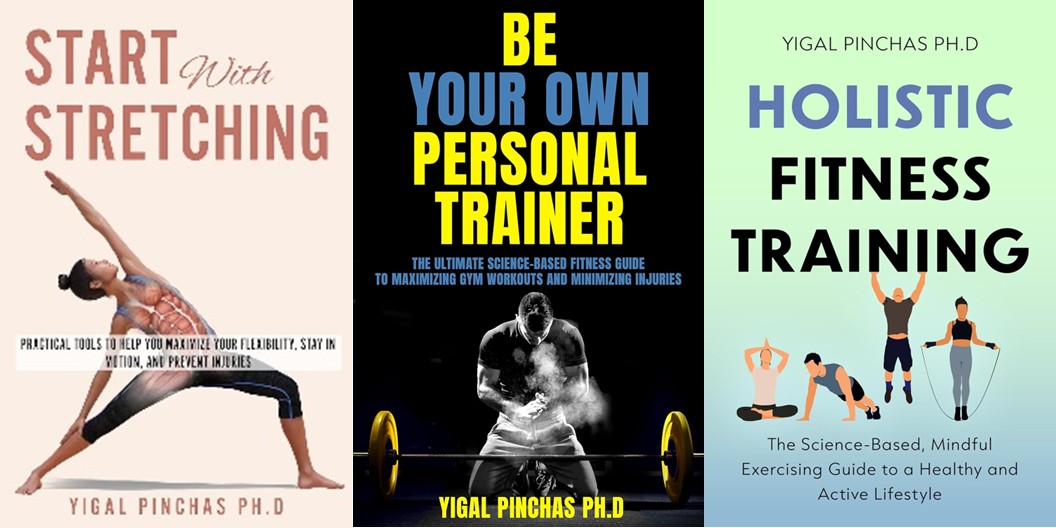 START With
STRETCHING
PRACTICAL TOOLS TO HELP YOU MAXIMIZE YOUR FLEXIBILITY, STAY IN
MOTION, AND PREVENT INJURIES
YIGAL PINCHAS PH.D
BE
YOUR OWN
PERSONAL
TRAINER
THE ULTIMATE SCIENCE-BASED FITNESS GUIDE
TO MAXIMIZING GYM WORKOUTS AND MINIMIZING INJURIES
YIGAL PINCHAS PH.D
YIGAL PINCHAS PH.D
HOLISTIC
FITNESS
TRAINING
The Science-Based, Mindful
Exercising Guide to a Healthy and
Active Lifestyle